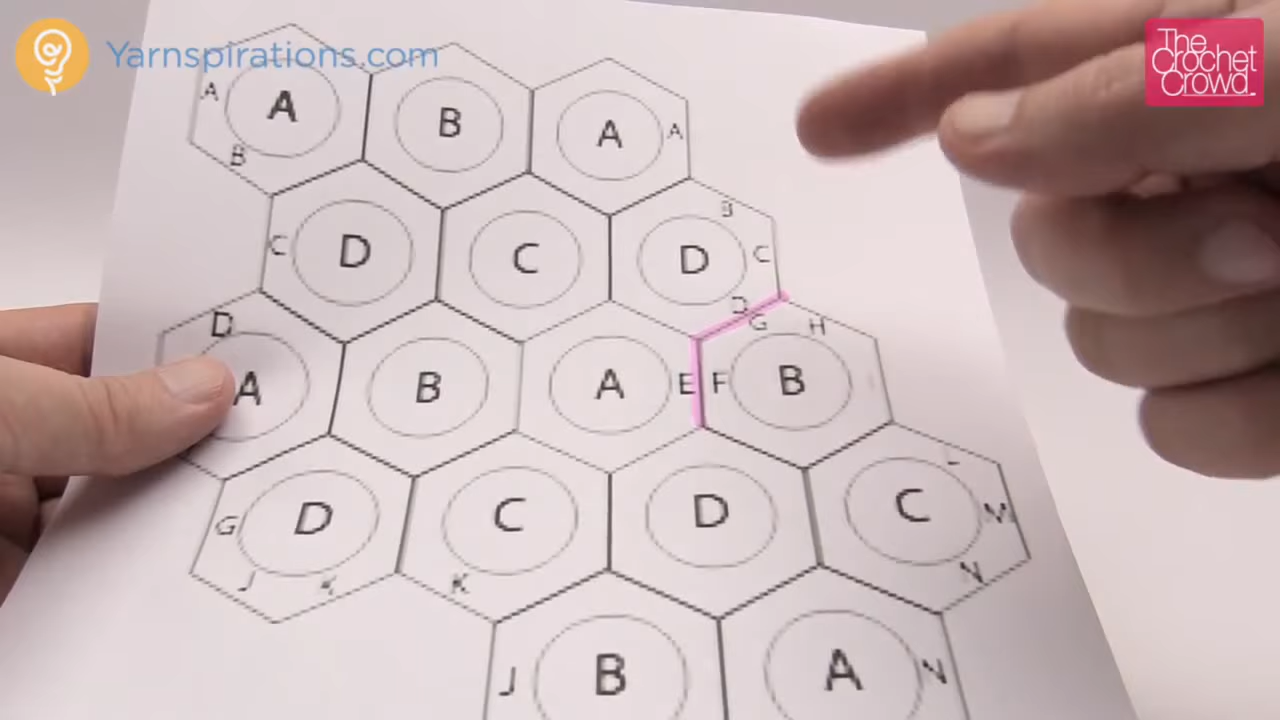 Yarnspirations.com
The
Crochet
Crowd
A A B A A
B
B
C D C D C
D
D G H
A B A E F B
L
G D C D C M
J K K N
J B A N